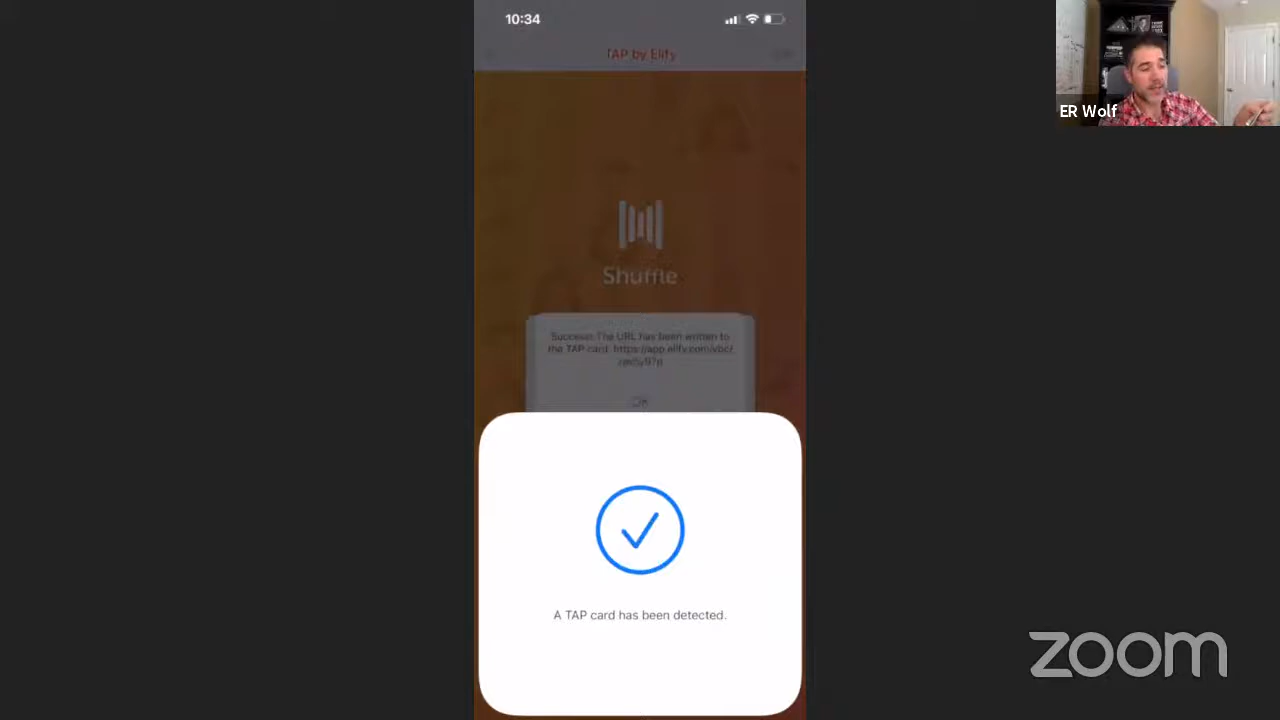 10:34
TAP by Elify
ER Wolf
Shuffle
Success! The URL has been written to
the TAP card: https://app.elify.com/vbc/
OK
A TAP card has been detected.
zoom